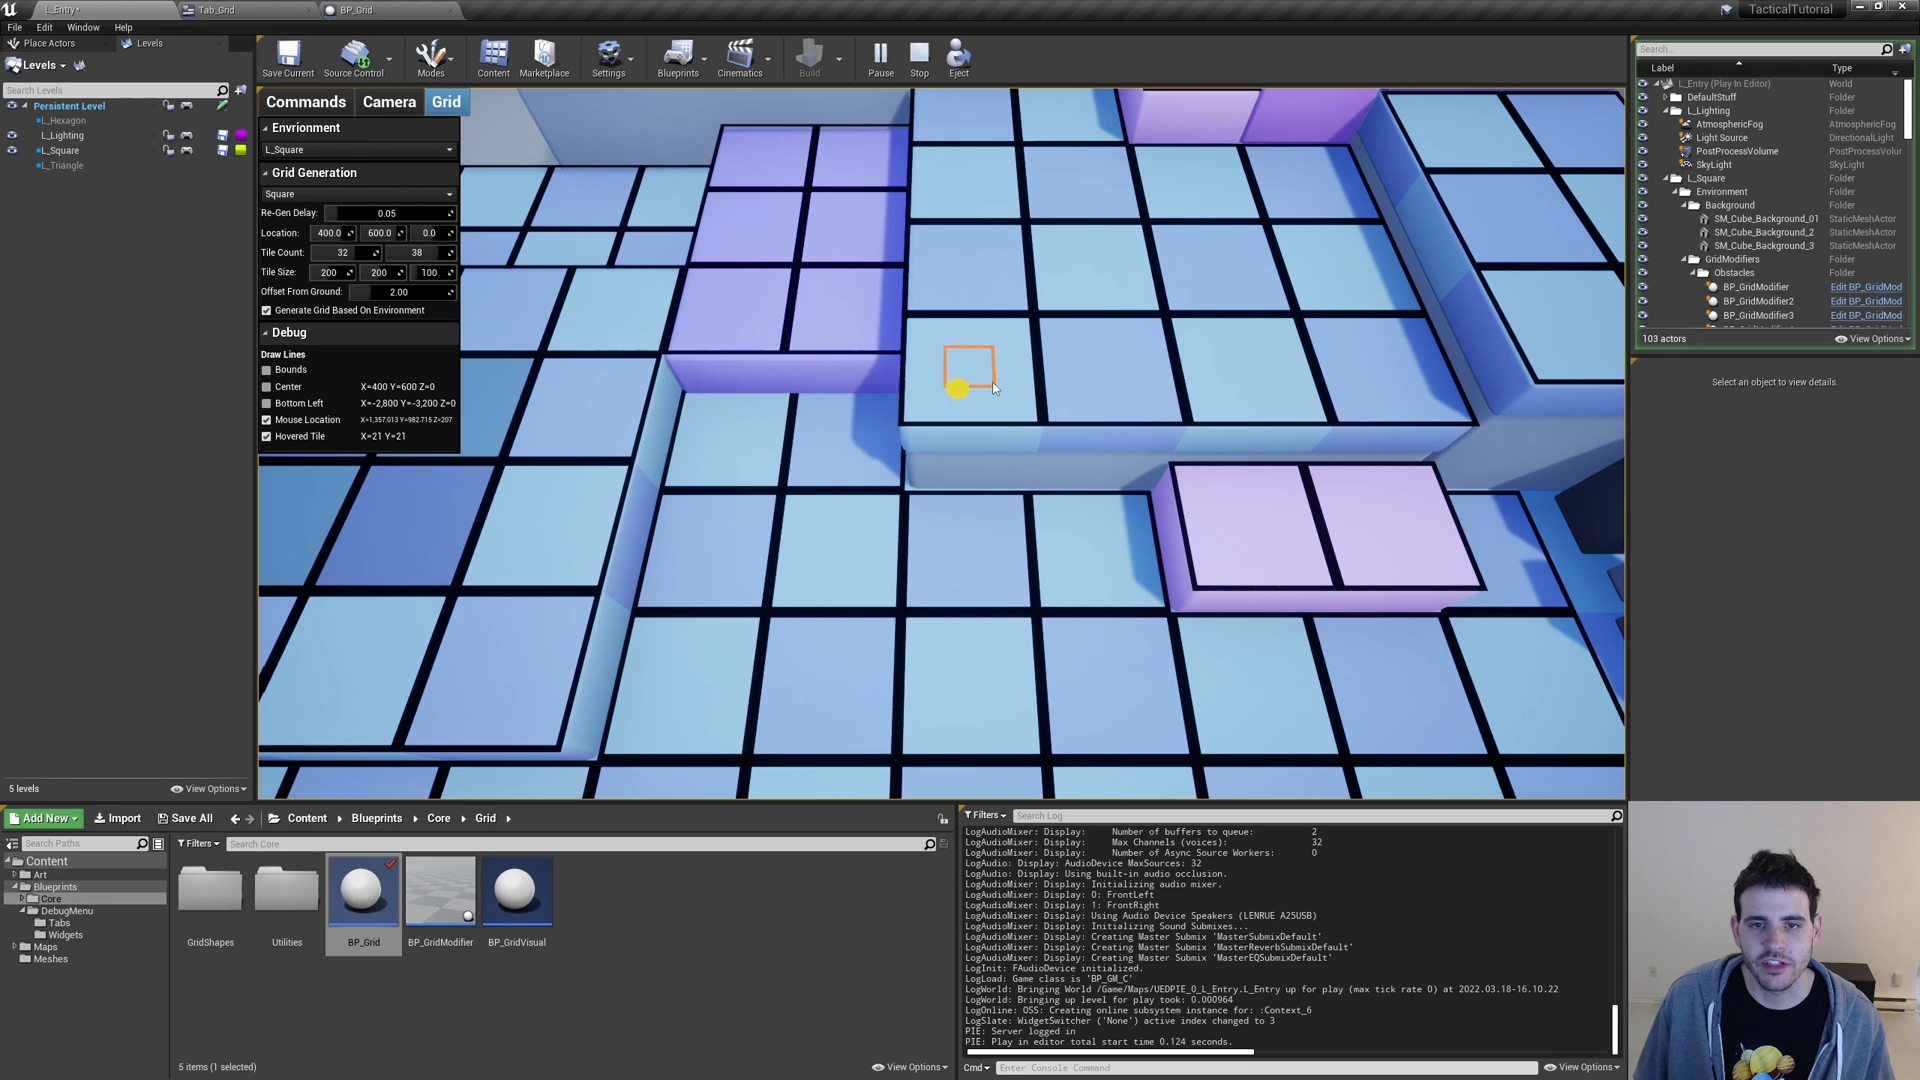 L_Entry*
Tab_Grid
BP_Grid
TacticalTutorial
File Edit Window Help
Place Actors
Levels
Levels
Search Levels
Persistent Level
L_Hexagon
L_Lighting
L_Square
L_Triangle
5 levels
View Options
Save Current
Source Control
Modes
Content
Marketplace
Settings
Blueprints
Cinematics
Build
Pause
Stop
Eject
Commands
Camera
Grid
Envrionment
L_Square
Grid Generation
Square
Re-Gen Delay: 0.05
Location: 400.0 600.0 0.0
Tile Count: 32 38
Tile Size: 200 200 100
Offset From Ground: 2.00
Generate Grid Based On Environment
Debug
Draw Lines
Bounds
Center X=400 Y=600 Z=0
Bottom Left X=-2,800 Y=-3,200 Z=0
Mouse Location X=1,357.013 Y=982.715 Z=207
Hovered Tile X=21 Y=21
Search...
Label Type
L_Entry (Play In Editor) World
DefaultStuff Folder
L_Lighting Folder
AtmosphericFog AtmosphericFog
Light Source DirectionalLight
PostProcessVolume PostProcessVolur
SkyLight SkyLight
L_Square Folder
Environment Folder
Background Folder
SM_Cube_Background_01 StaticMeshActor
SM_Cube_Background_2 StaticMeshActor
SM_Cube_Background_3 StaticMeshActor
GridModifiers Folder
Obstacles Folder
BP_GridModifier Edit BP_GridMod
BP_GridModifier2 Edit BP_GridMod
BP_GridModifier3 Edit BP_GridMod
103 actors
View Options
Select an object to view details.
Add New
Import
Save All
Content
Blueprints
Core
Grid
Search Paths
Filters
Search Core
Content
Art
Blueprints
Core
DebugMenu
Tabs
Widgets
Maps
Meshes
GridShapes
Utilities
BP_Grid
BP_GridModifier
BP_GridVisual
5 items (1 selected)
View Options
Filters
Search Log
LogAudioMixer: Display: Number of buffers to queue: 2
LogAudioMixer: Display: Max Channels (voices): 32
LogAudioMixer: Display: Number of Async Source Workers: 0
LogAudio: Display: AudioDevice MaxSources: 32
LogAudio: Display: Using built-in audio occlusion.
LogAudioMixer: Display: Initializing audio mixer.
LogAudioMixer: Display: 0: FrontLeft
LogAudioMixer: Display: 1: FrontRight
LogAudioMixer: Display: Using Audio Device Speakers (LENRUE A25USB)
LogAudioMixer: Display: Initializing Sound Submixes...
LogAudioMixer: Display: Creating Master Submix 'MasterSubmixDefault'
LogAudioMixer: Display: Creating Master Submix 'MasterReverbSubmixDefault'
LogAudioMixer: Display: Creating Master Submix 'MasterEQSubmixDefault'
LogInit: FAudioDevice initialized.
LogLoad: Game class is 'BP_GM_C'
LogWorld: Bringing World /Game/Maps/UEDPIE_0_L_Entry.L_Entry up for play (max tick rate 0) at 2022.03.18-16.10.22
LogWorld: Bringing up level for play took: 0.000964
LogOnline: OSS: Creating online subsystem instance for: :Context_6
LogSlate: WidgetSwitcher ('None') active index changed to 3
PIE: Server logged in
PIE: Play in editor total start time 0.124 seconds.
Cmd
Enter Console Command
View Options